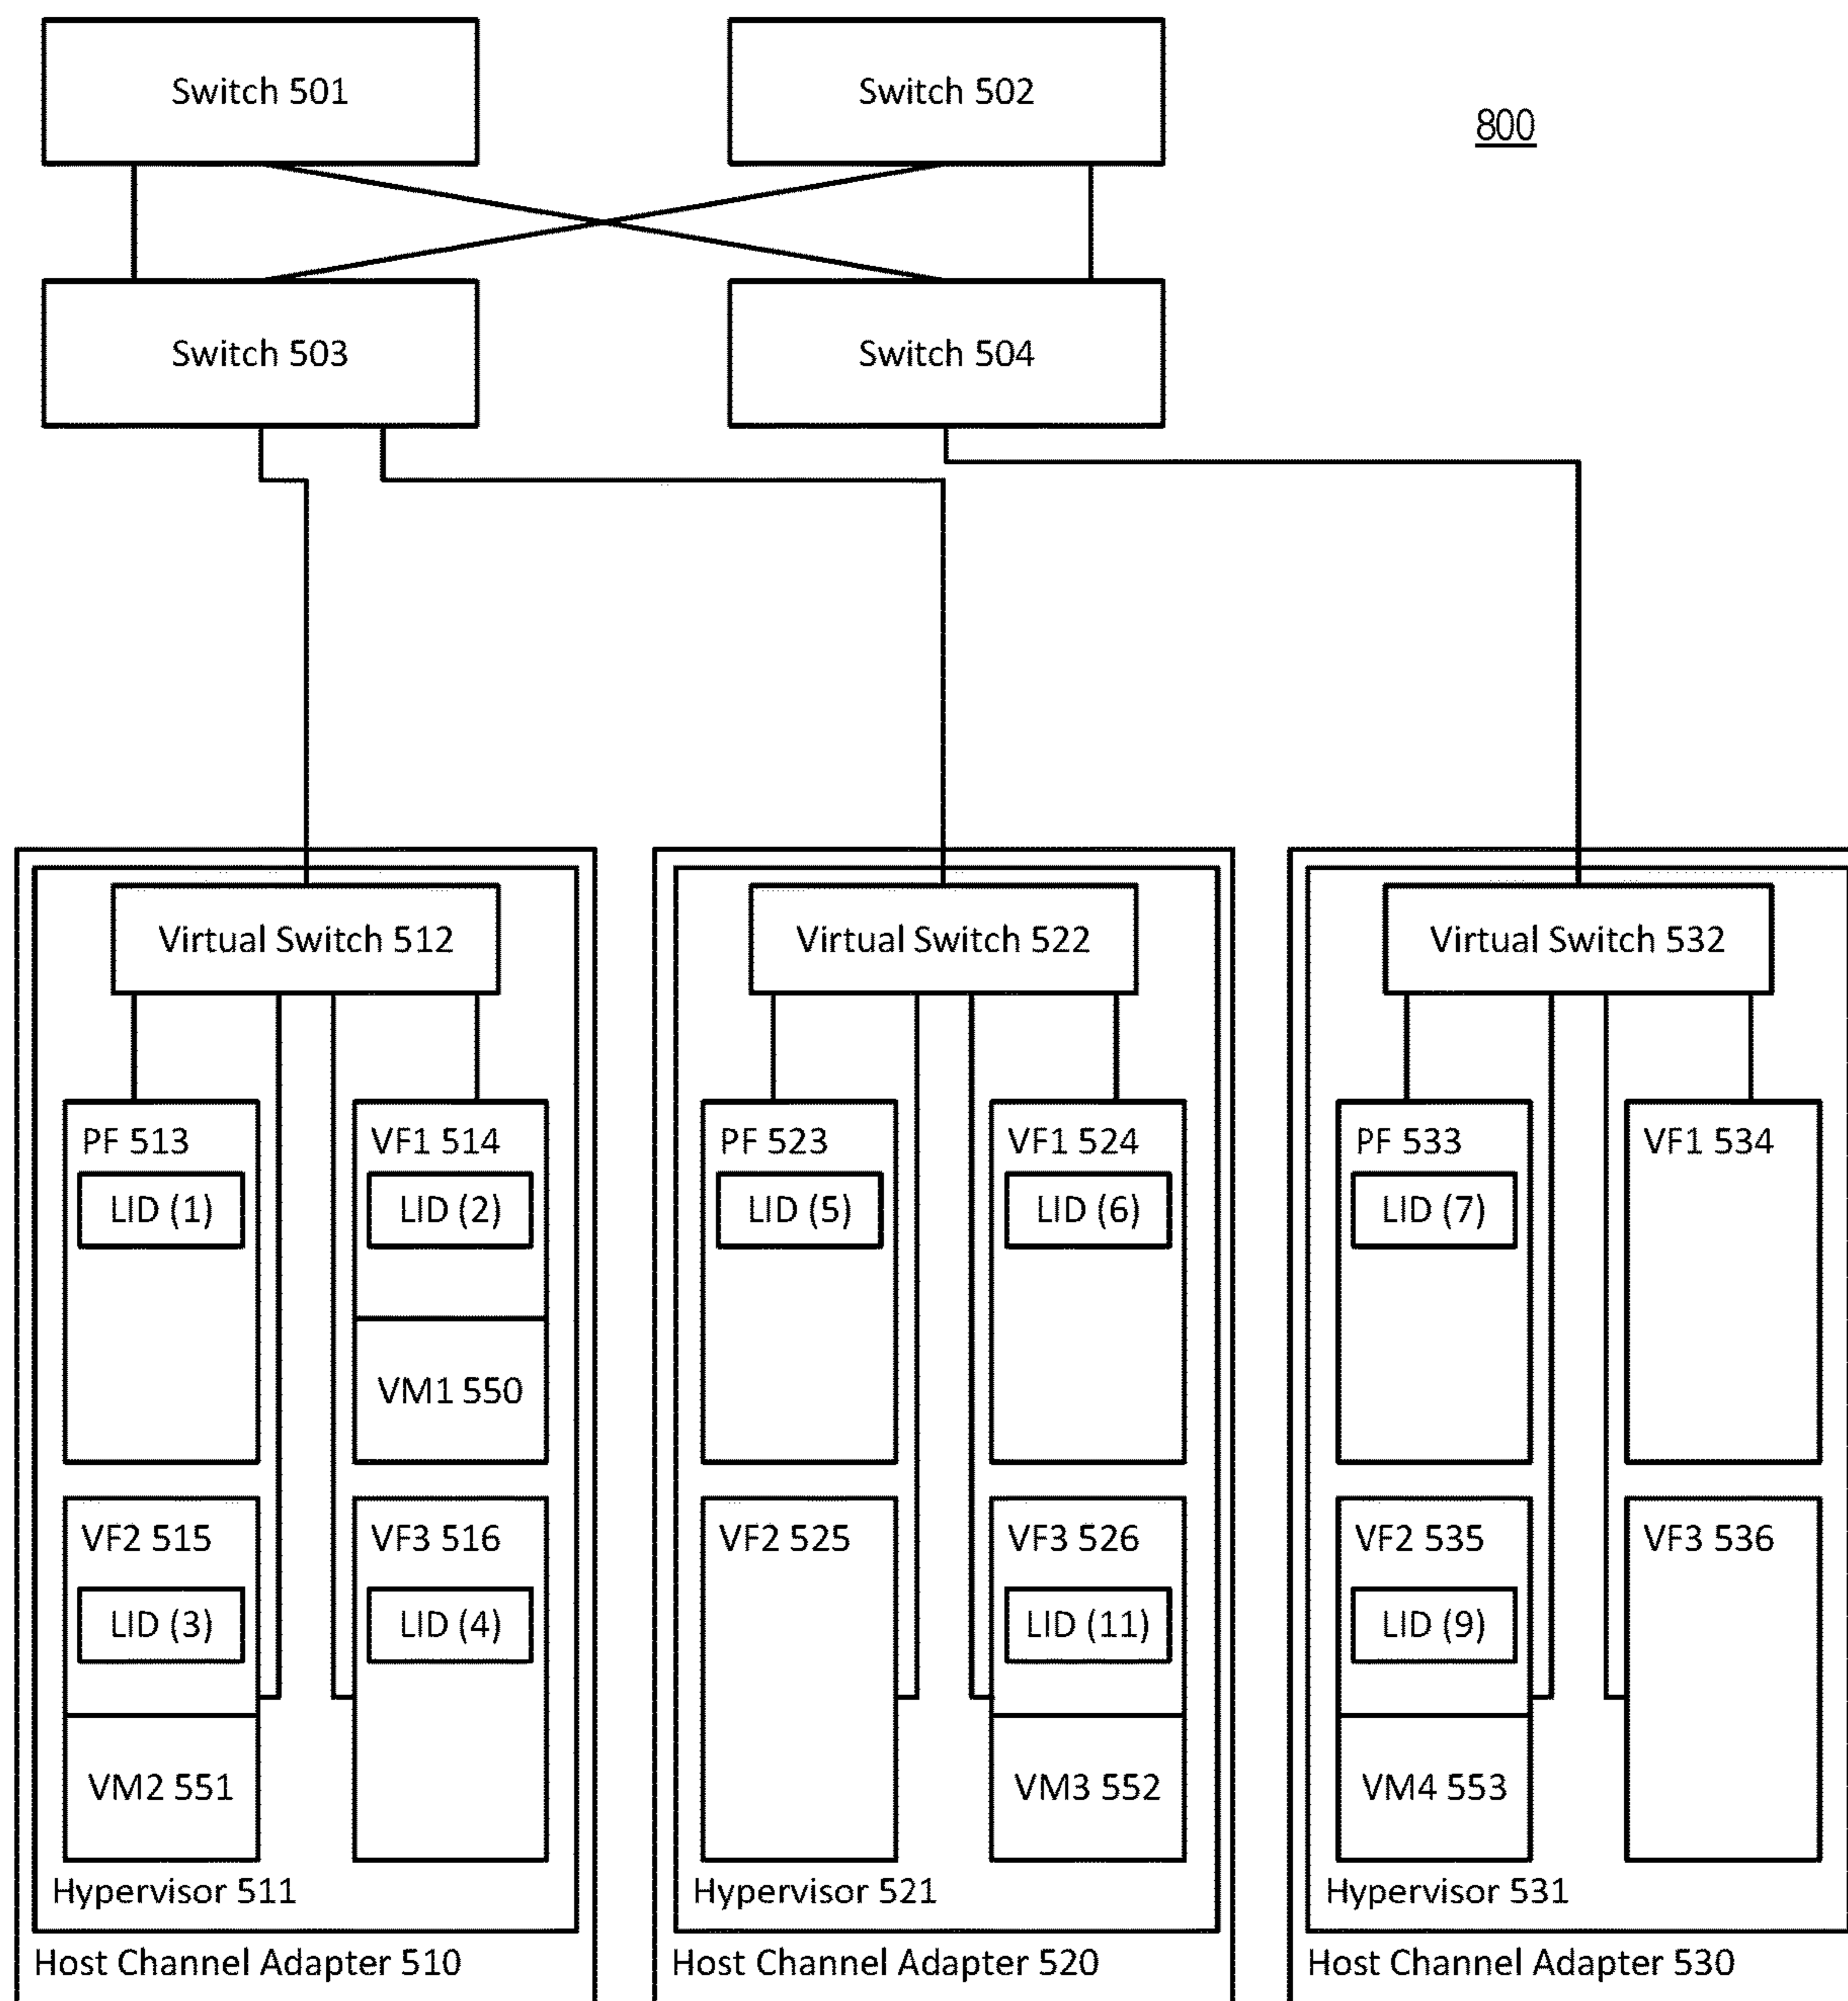 Switch 501
Switch 502
800
Switch 503
Switch 504
Virtual Switch 512
Virtual Switch 522
Virtual Switch 532
PF 513
LID (1)
VF1 514
LID (2)
VM1 550
VF2 515
LID (3)
VM2 551
VF3 516
LID (4)
Hypervisor 511
Host Channel Adapter 510
PF 523
LID (5)
VF1 524
LID (6)
VF2 525
VF3 526
LID (11)
VM3 552
Hypervisor 521
Host Channel Adapter 520
PF 533
LID (7)
VF1 534
VF2 535
LID (9)
VM4 553
VF3 536
Hypervisor 531
Host Channel Adapter 530